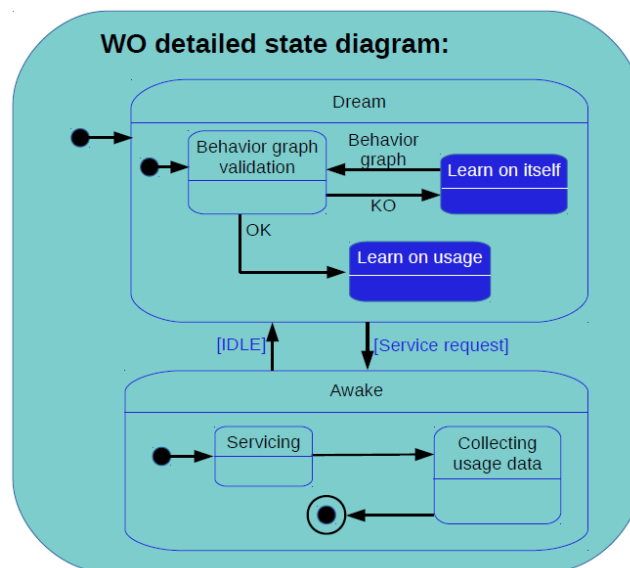 WO detailed state diagram:
Dream
Behavior graph
validation
Behavior
graph
Learn on itself
KO
OK
Learn on usage
[IDLE]
[Service request]
Awake
Servicing
Collecting
usage data